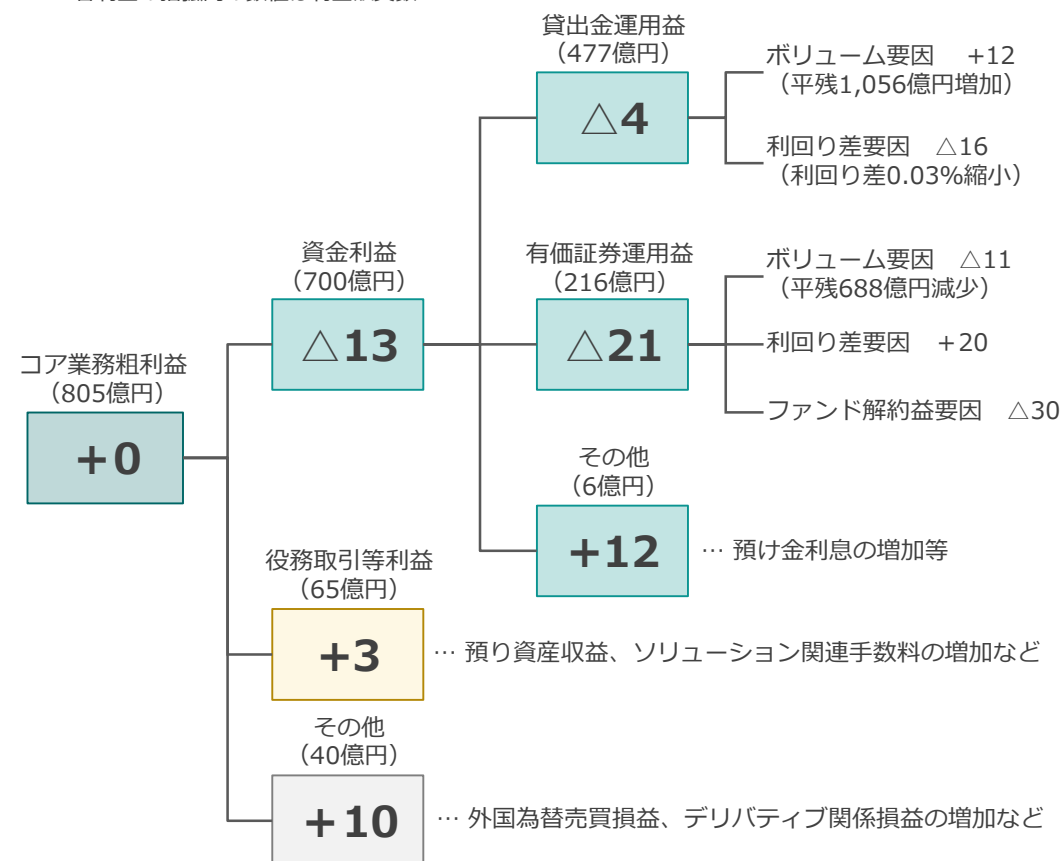 貸出金運用益
（477億円）
△4
ボリューム要因　+12
（平残1,056億円増加）
利回り差要因　△16
（利回り差0.03%縮小）
資金利益
（700億円）
△13
有価証券運用益
（216億円）
△21
ボリューム要因　△11
（平残688億円減少）
利回り差要因　+20
ファンド解約益要因　△30
コア業務粗利益
（805億円）
+0
その他
（6億円）
+12
… 預け金利息の増加等
役務取引等利益
（65億円）
+3
… 預り資産収益、ソリューション関連手数料の増加など
その他
（40億円）
+10
… 外国為替売買損益、デリバティブ関係損益の増加など